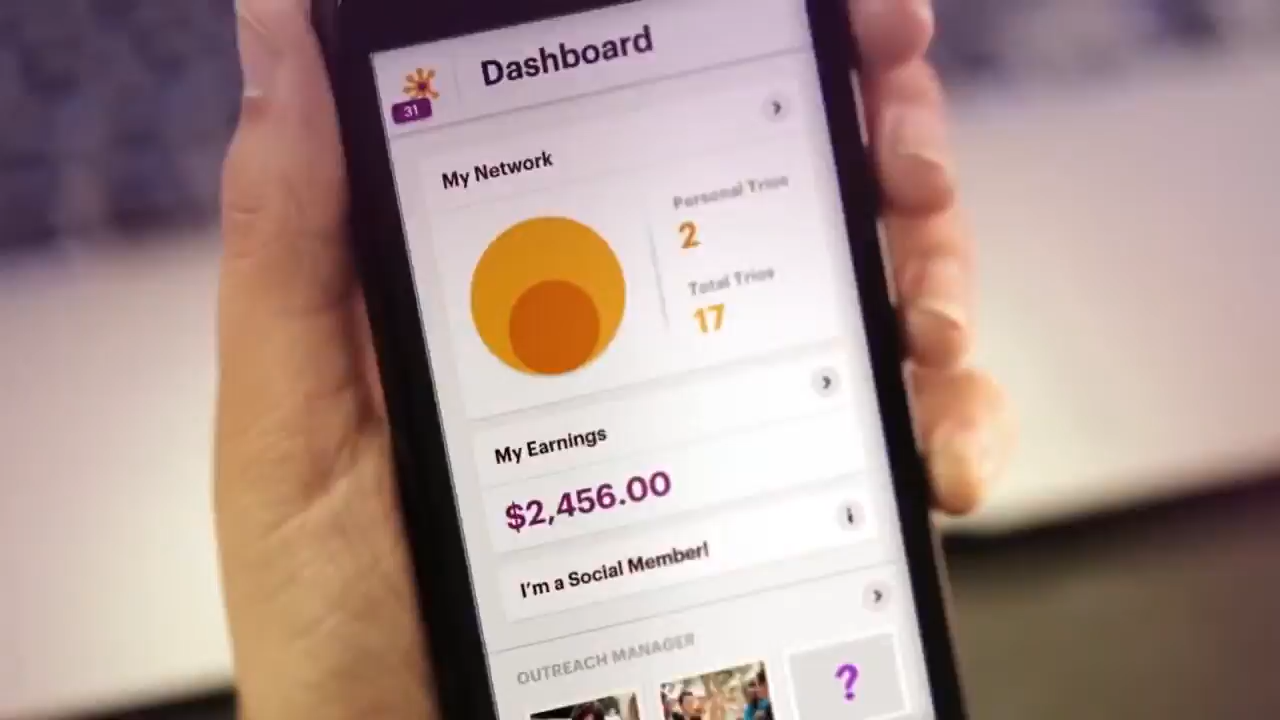 Dashboard
31
My Network
Personal Trios
2
Total Trios
17
My Earnings
$2,456.00
I'm a Social Member!
OUTREACH MANAGER
?